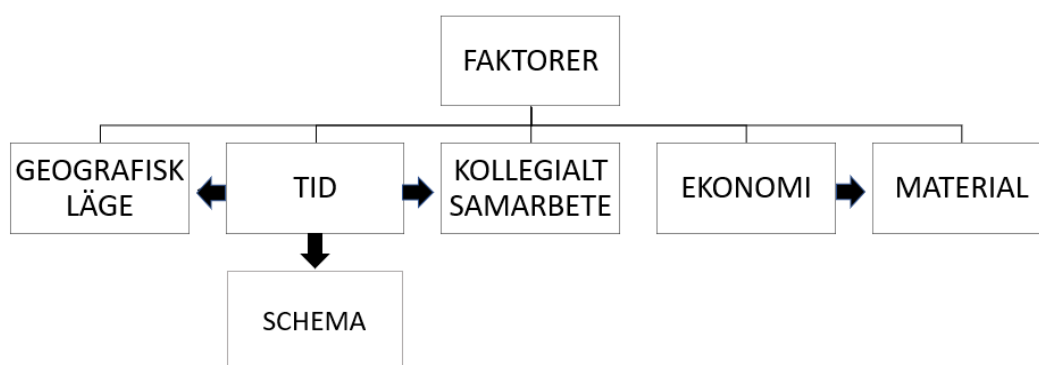 FAKTORER
GEOGRAFISK
LÄGE
TID
KOLLEGIALT
SAMARBETE
EKONOMI
MATERIAL
SCHEMA